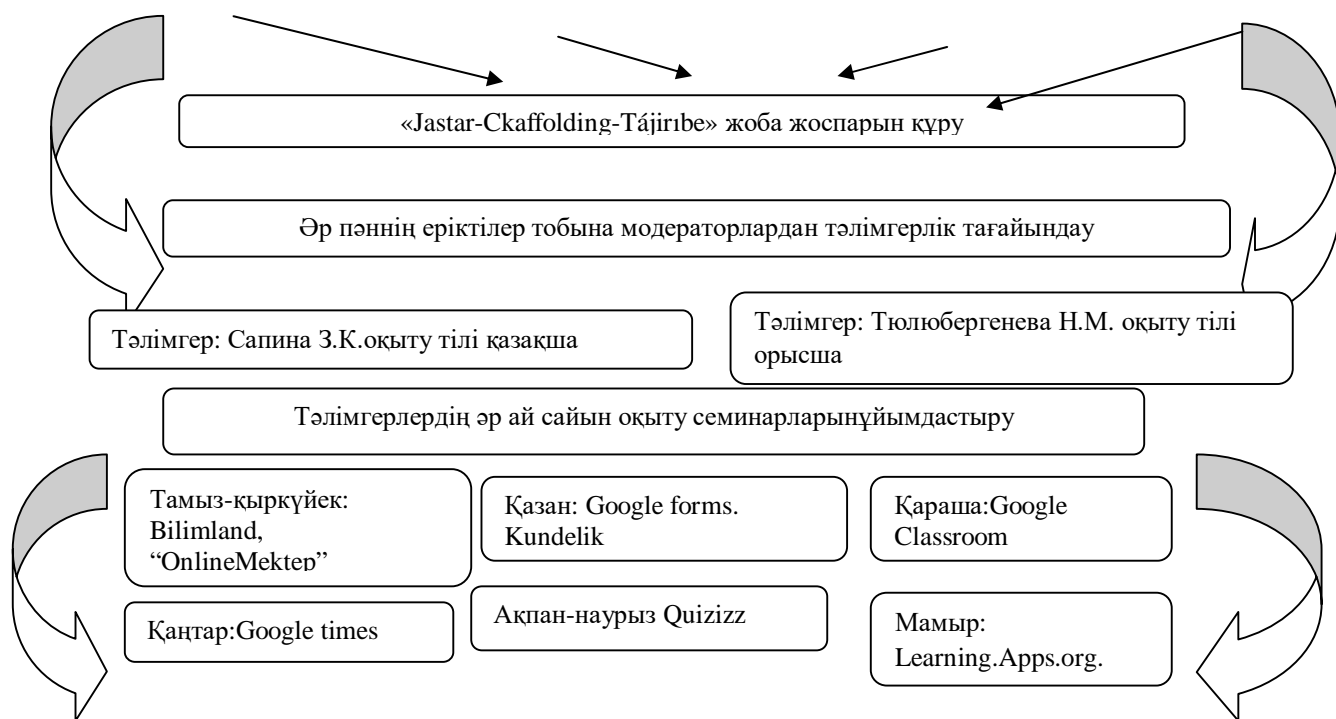 «Jastar-Ckaffolding-Tájirıbe» жоба жоспарын құру
Әр пәннің еріктілер тобына модераторлардан тәлімгерлік тағайындау
Тәлімгер: Сапина З.К.оқыту тілі қазақша
Тәлімгер: Тюлюбергенева Н.М. оқыту тілі
орысша
Тәлімгерлердің әр ай сайын оқыту семинарларынұйымдастыру
Тамыз-қыркүйек:
Bilimland,
“OnlineMektep”
Қазан: Google forms.
Kundelik
Қараша:Google
Classroom
Қаңтар:Google times
Ақпан-наурыз Quizizz
Мамыр:
Learning.Apps.org.